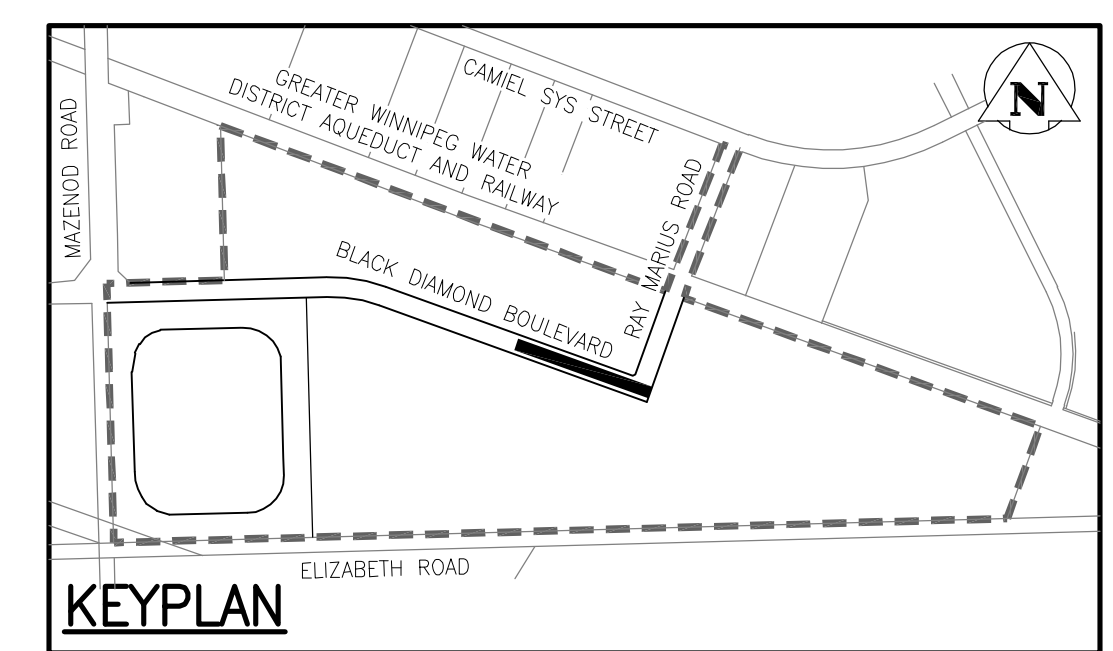 CAMIEL SYS STREET
GREATER WINNIPEG WATER
DISTRICT AQUEDUCT AND RAILWAY
N
MAZENOD ROAD
RAY MARIUS ROAD
BLACK DIAMOND BOULEVARD
ELIZABETH ROAD
KEYPLAN